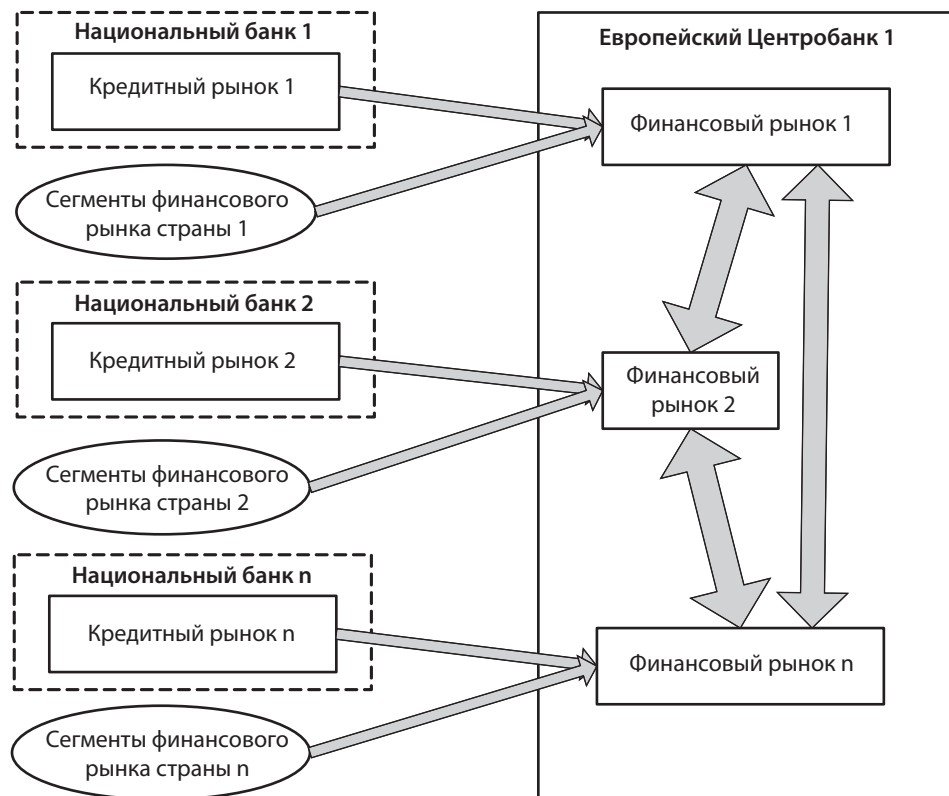 Национальный банк 1
Кредитный рынок 1
Сегменты финансового
рынка страны 1
Национальный банк 2
Кредитный рынок 2
Сегменты финансового
рынка страны 2
Национальный банк n
Кредитный рынок n
Сегменты финансового
рынка страны n
Европейский Центробанк 1
Финансовый рынок 1
Финансовый
рынок 2
Финансовый рынок n